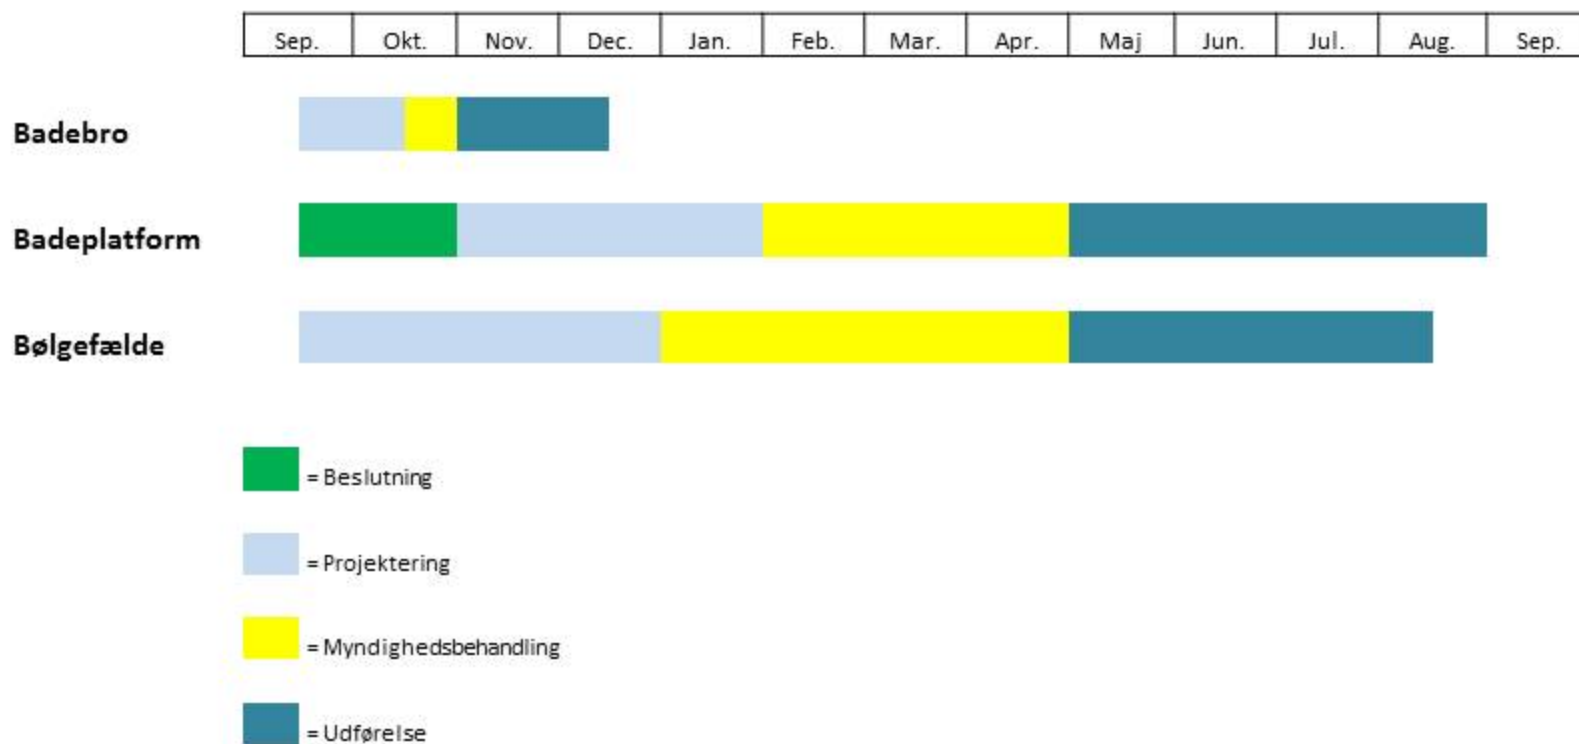 Sep. Okt. Nov. Dec. Jan. Feb. Mar. Apr. Maj Jun. Jul. Aug. Sep.
Badebro
Badeplatform
Bølgefælde
= Beslutning
= Projektering
= Myndighedsbehandling
= Udførelse